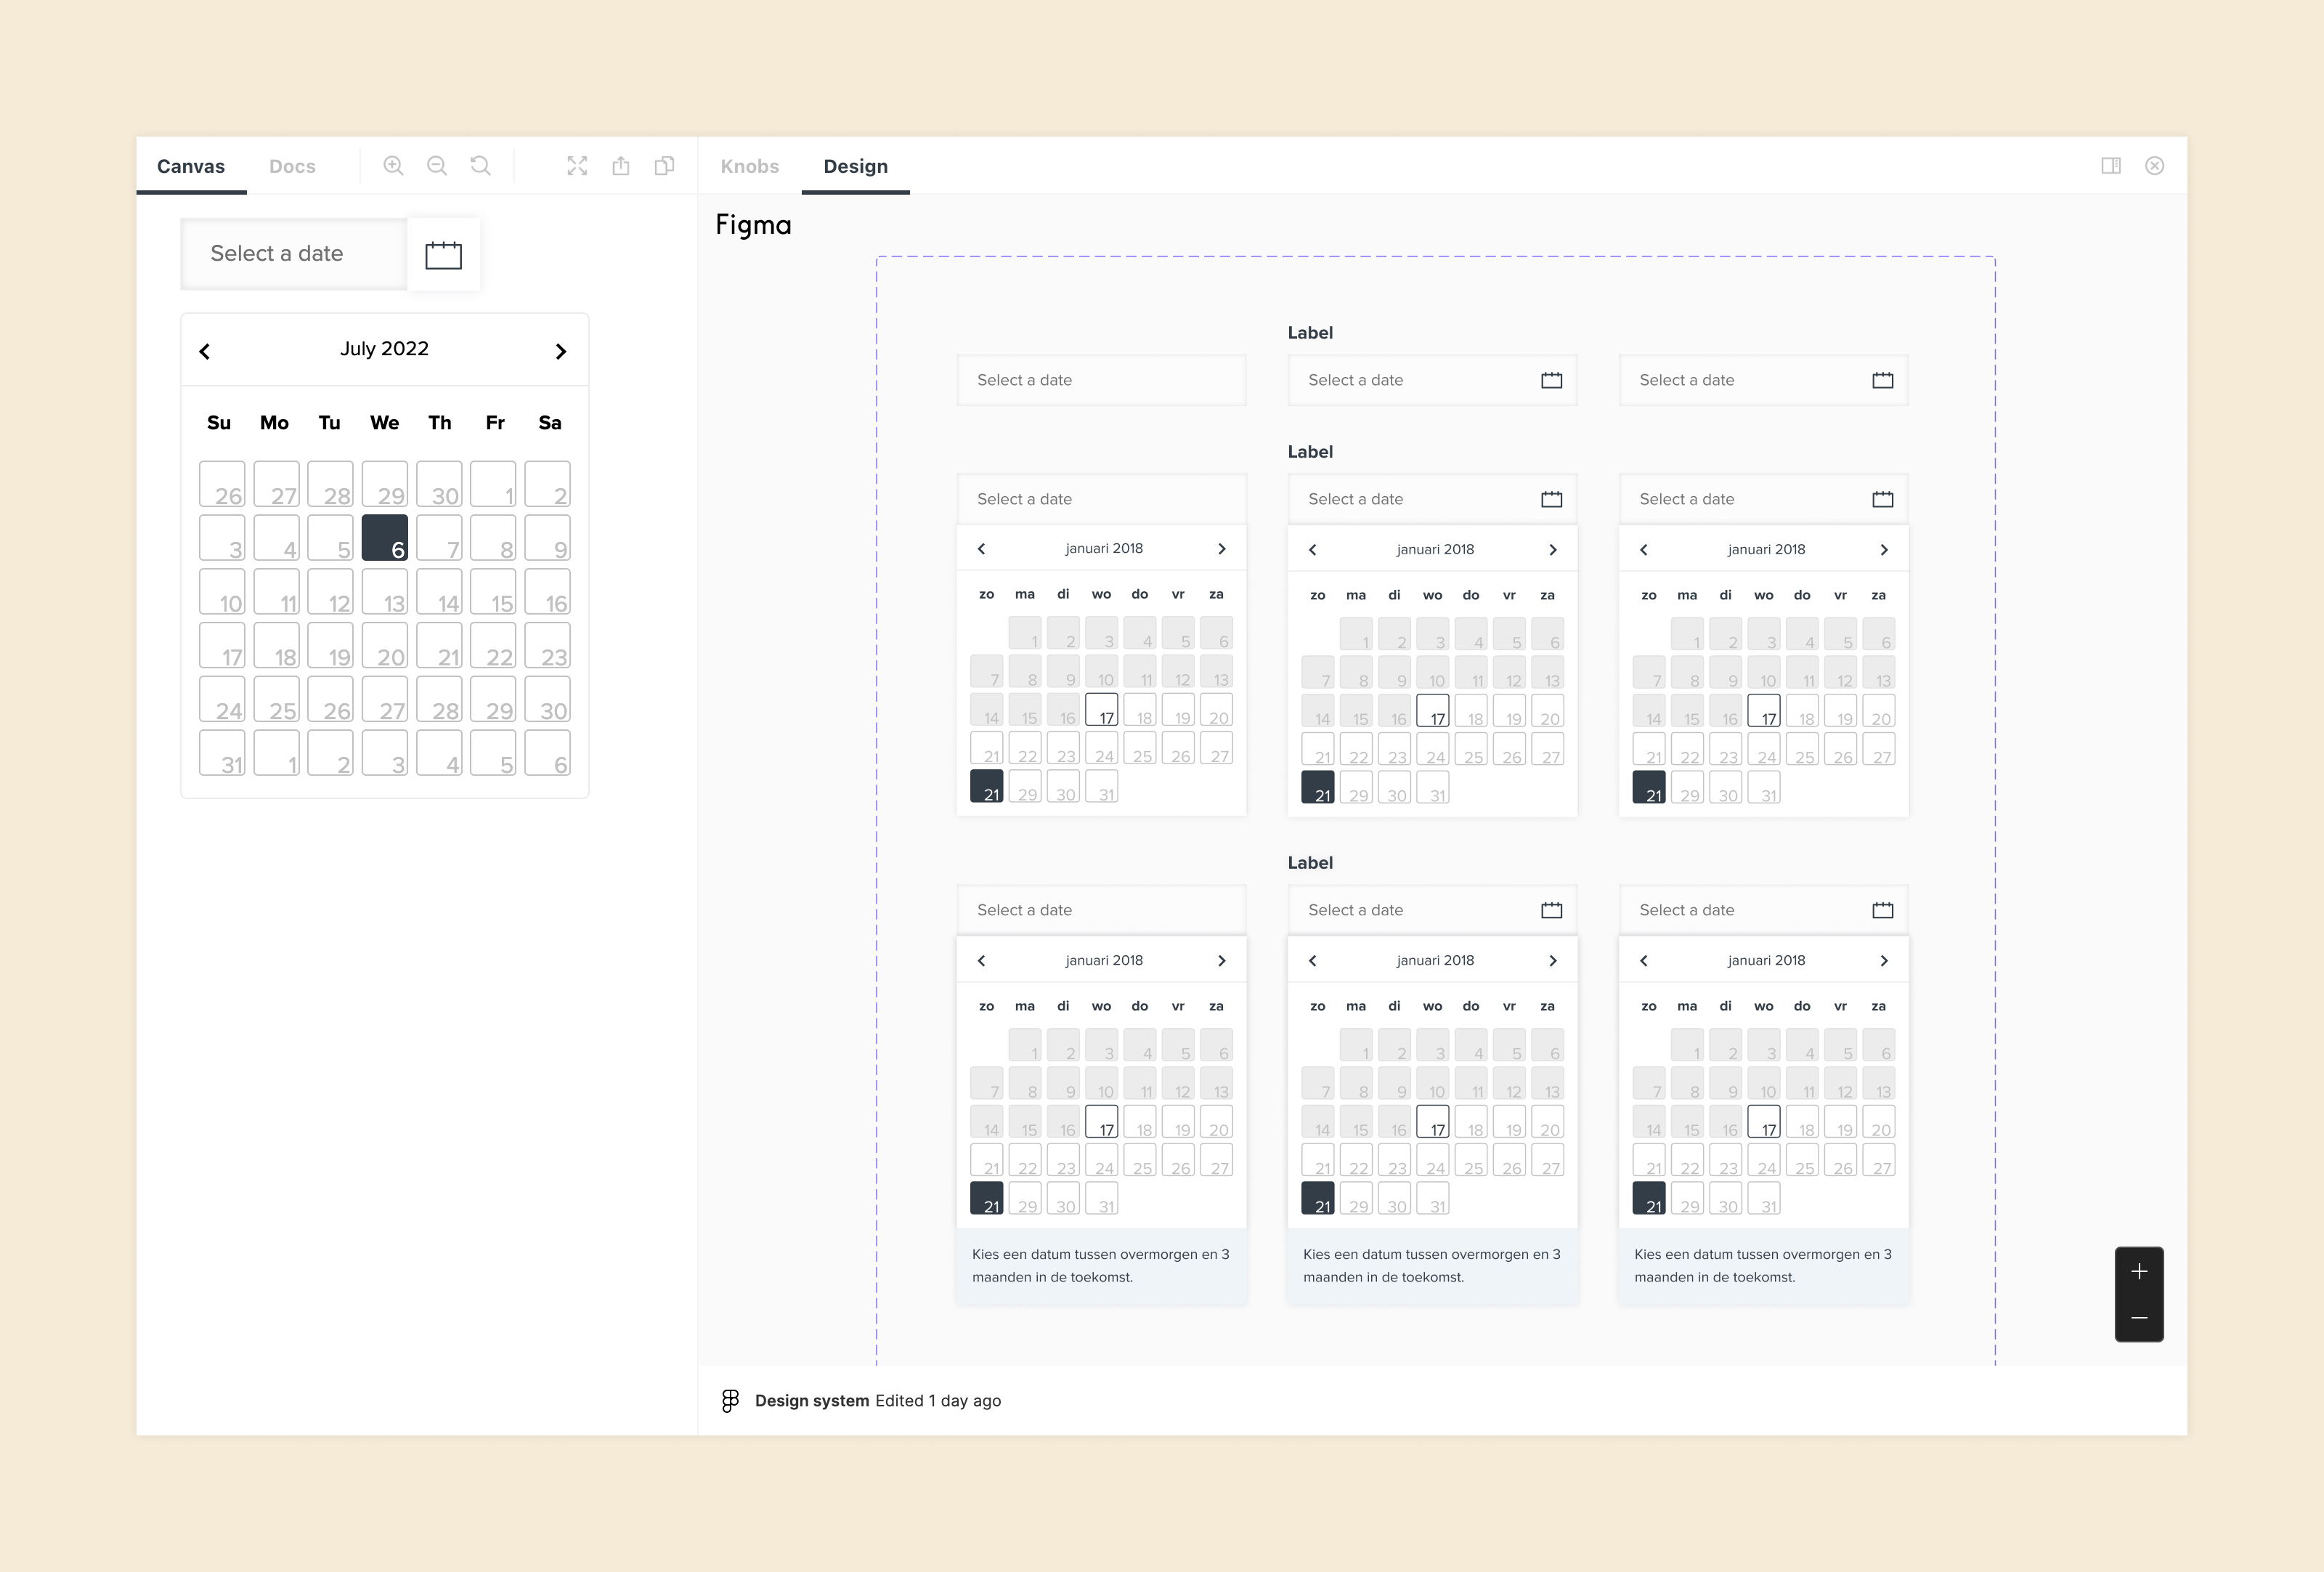 Canvas Docs
Select a date
July 2022
Su Mo Tu We Th Fr Sa
26 27 28 29 30 1 2
3 4 5 6 7 8 9
10 11 12 13 14 15 16
17 18 19 20 21 22 23
24 25 26 27 28 29 30
31 1 2 3 4 5 6
Knobs Design
Figma
Label
Select a date Select a date Select a date
Label
Select a date Select a date Select a date
januari 2018 januari 2018 januari 2018
zo ma di wo do vr za zo ma di wo do vr za zo ma di wo do vr za
1 2 3 4 5 6 1 2 3 4 5 6 1 2 3 4 5 6
7 8 9 10 11 12 13 7 8 9 10 11 12 13 7 8 9 10 11 12 13
14 15 16 17 18 19 20 14 15 16 17 18 19 20 14 15 16 17 18 19 20
21 22 23 24 25 26 27 21 22 23 24 25 26 27 21 22 23 24 25 26 27
21 29 30 31 21 29 30 31 21 29 30 31
Label
Select a date Select a date Select a date
januari 2018 januari 2018 januari 2018
zo ma di wo do vr za zo ma di wo do vr za zo ma di wo do vr za
1 2 3 4 5 6 1 2 3 4 5 6 1 2 3 4 5 6
7 8 9 10 11 12 13 7 8 9 10 11 12 13 7 8 9 10 11 12 13
14 15 16 17 18 19 20 14 15 16 17 18 19 20 14 15 16 17 18 19 20
21 22 23 24 25 26 27 21 22 23 24 25 26 27 21 22 23 24 25 26 27
21 29 30 31 21 29 30 31 21 29 30 31
Kies een datum tussen overmorgen en 3 Kies een datum tussen overmorgen en 3 Kies een datum tussen overmorgen en 3
maanden in de toekomst. maanden in de toekomst. maanden in de toekomst.
Design system Edited 1 day ago